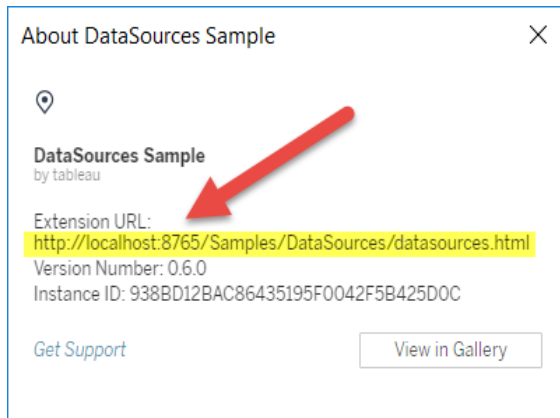 About DataSources Sample
DataSources Sample
by tableau
Extension URL:
http://localhost:8765/Samples/DataSources/datasources.html
Version Number: 0.6.0
Instance ID: 938BD12BAC86435195F0042F5B425D0C
Get Support
View in Gallery